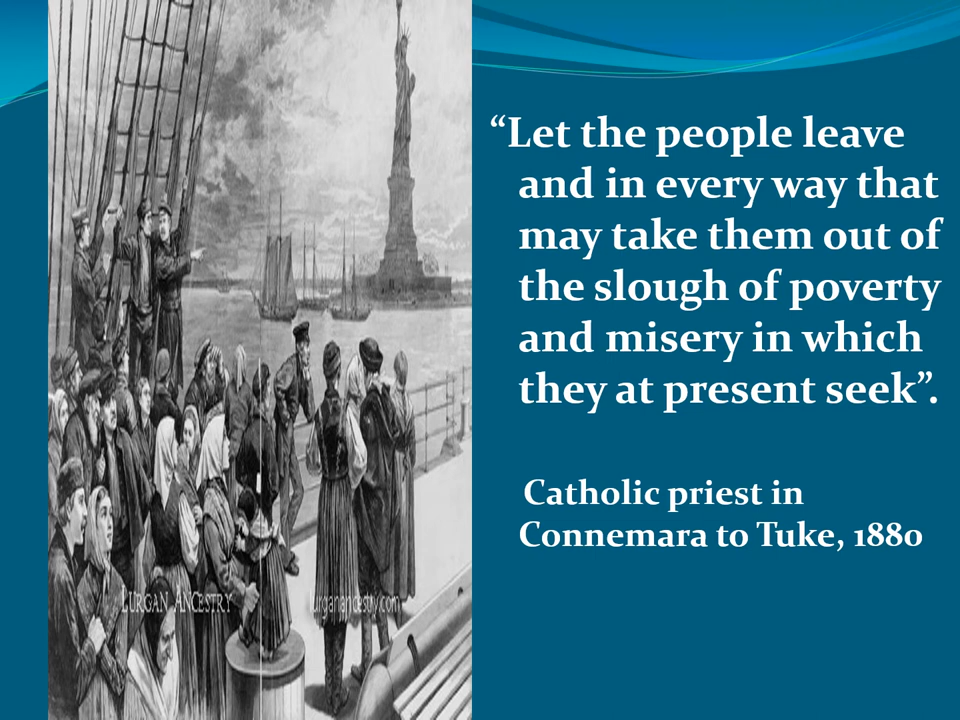 “Let the people leave
and in every way that
may take them out of
the slough of poverty
and misery in which
they at present seek”.
Catholic priest in
Connemara to Tuke, 1880
LURGAN ANCESTRY lurganancestry.com